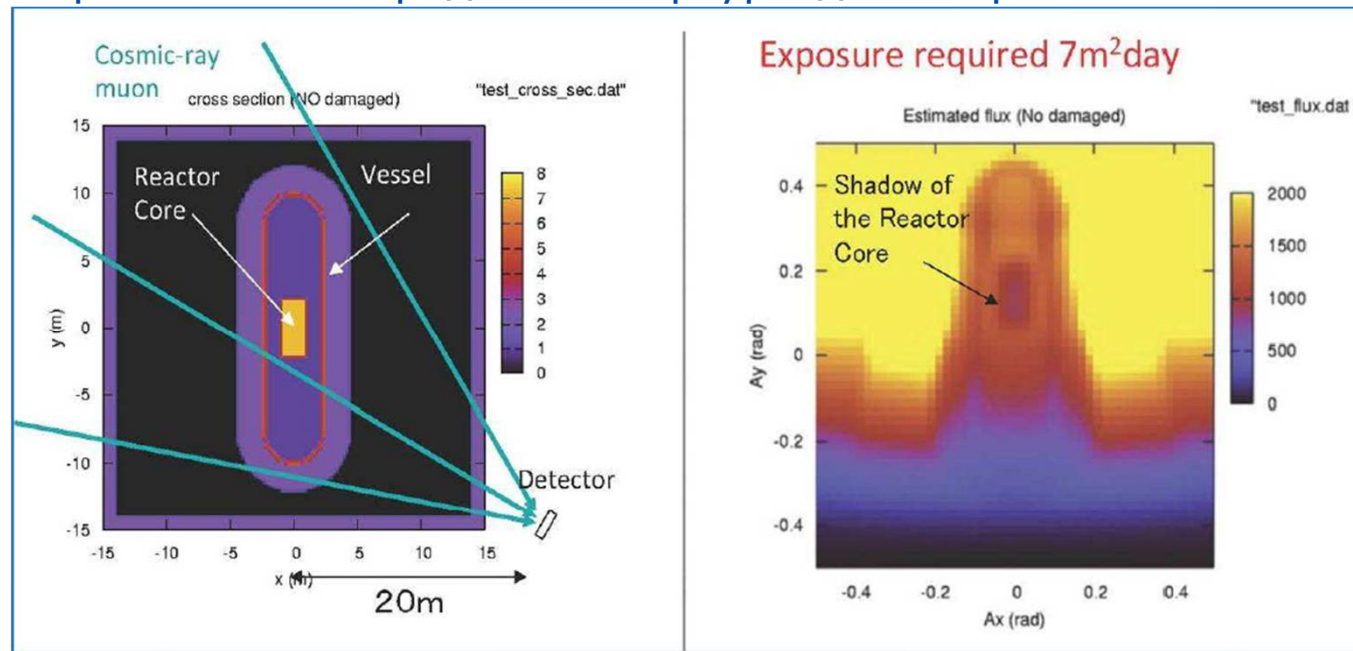 Cosmic-ray
muon
cross section (NO damaged)
"test_cross_sec.dat"
Reactor
Core
Vessel
15
10
5
0
-5
-10
-15
y (m)
-15
-10
-5
0
5
10
15
x (m)
20m
8
7
6
5
4
3
2
1
0
Detector
Exposure required 7m²day
Estimated flux (No damaged)
"test_flux.dat
Shadow of
the Reactor
Core
0.4
0.2
0
-0.2
-0.4
Ay (rad)
-0.4
-0.2
0
0.2
0.4
Ax (rad)
2000
1500
1000
500
0